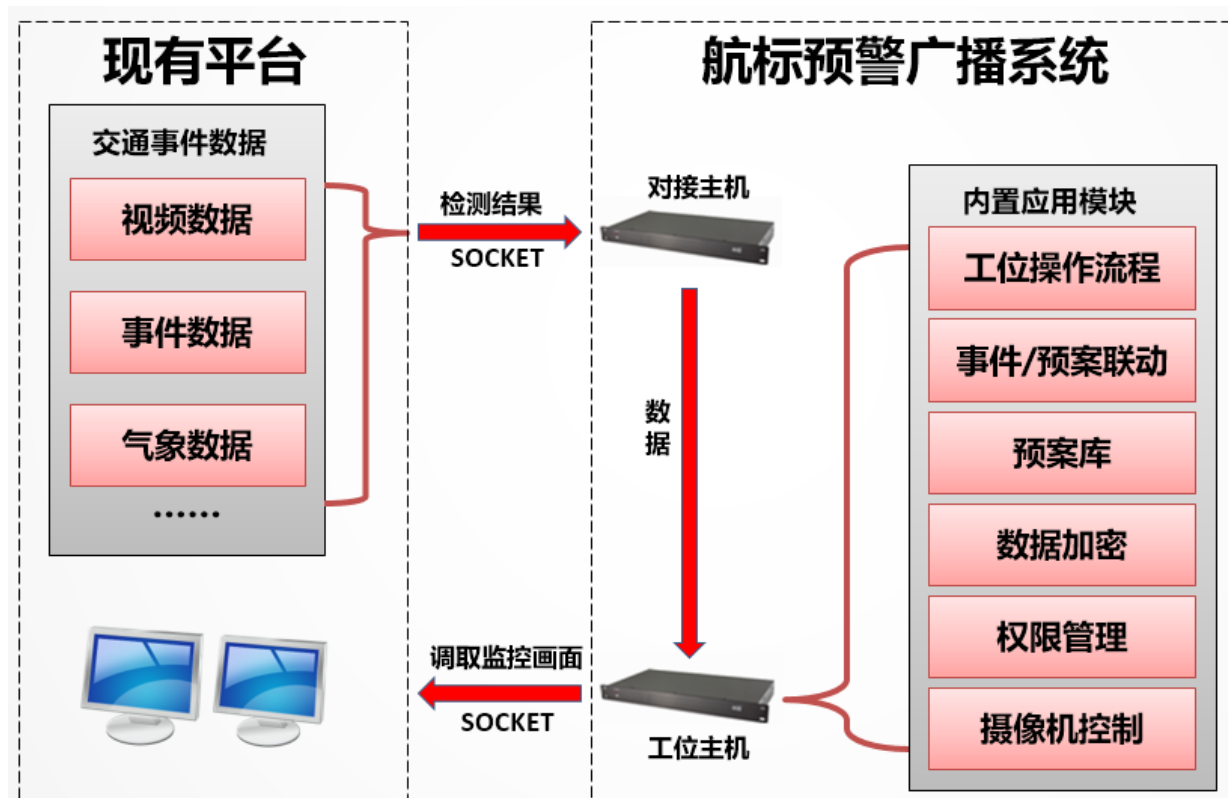 现有平台
交通事件数据
视频数据
事件数据
气象数据
……
检测结果
SOCKET
调取监控画面
SOCKET
航标预警广播系统
对接主机
数
据
工位主机
内置应用模块
工位操作流程
事件/预案联动
预案库
数据加密
权限管理
摄像机控制